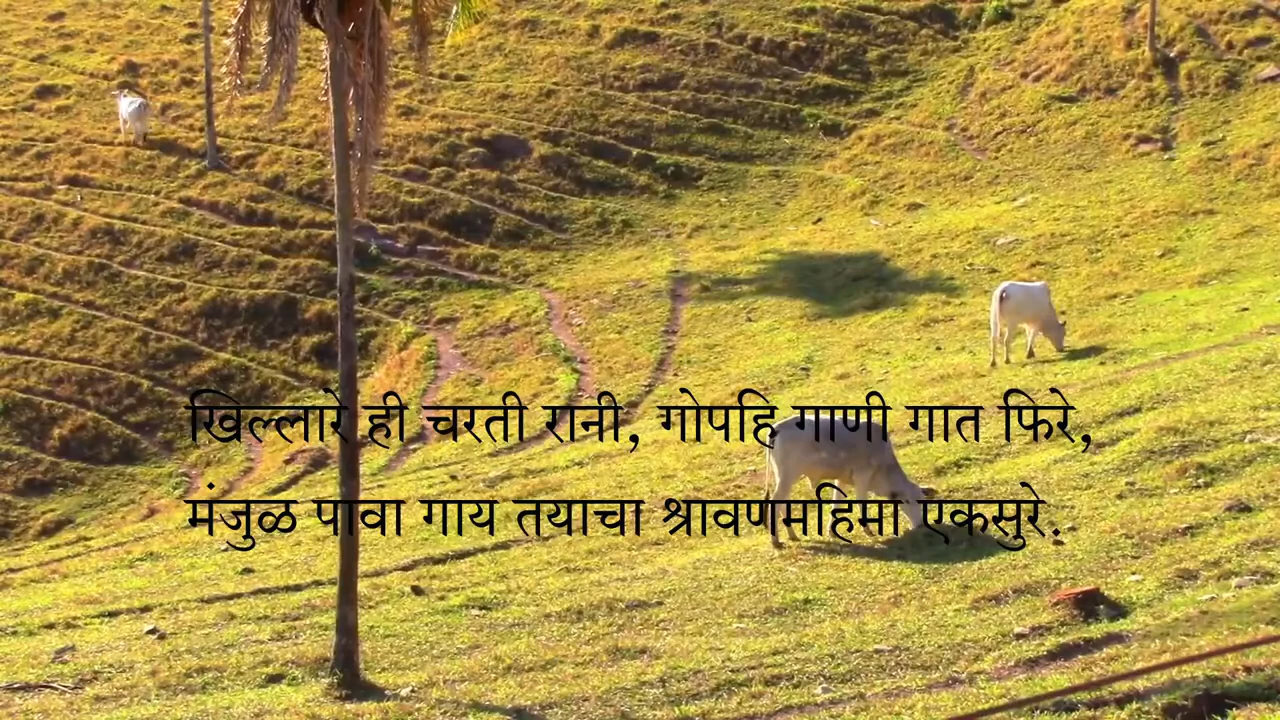 खिल्लारे ही चरती रानी, गोपहि गाणी गात फिरे,
मंजुळ पावा गाय तयाचा श्रावणमहिमा एकसुरे.